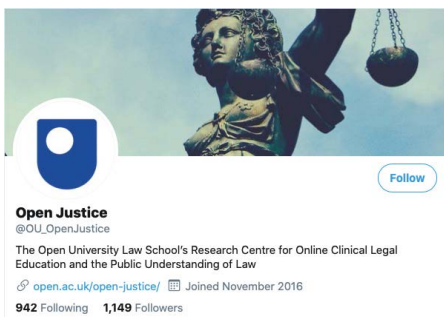 Follow
Open Justice
@OU_OpenJustice
The Open University Law School's Research Centre for Online Clinical Legal
Education and the Public Understanding of Law
open.ac.uk/open-justice/ Joined November 2016
942 Following 1,149 Followers